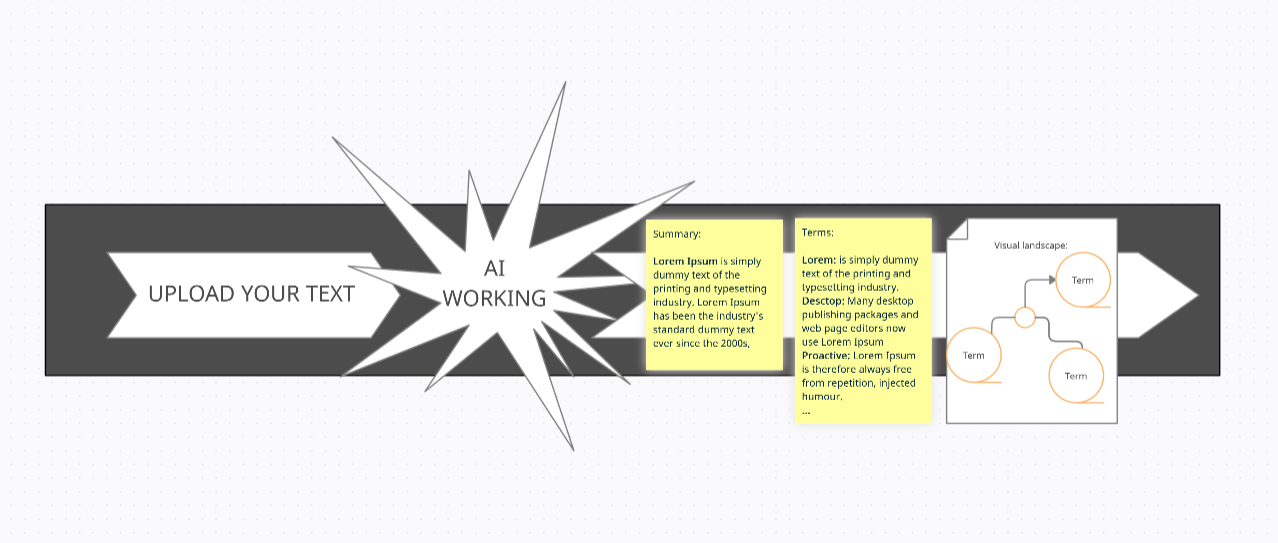 UPLOAD YOUR TEXT
AI
WORKING
Summary:
Lorem Ipsum is simply
dummy text of the
printing and typesetting
industry. Lorem Ipsum
has been the industry's
standard dummy text
ever since the 2000s,
Terms:
Lorem: is simply dummy
text of the printing and
typesetting industry.
Desctop: Many desktop
publishing packages and
web page editors now
use Lorem Ipsum
Proactive: Lorem Ipsum
is therefore always free
from repetition, injected
humour.
...
Visual landscape:
Term
Term
Term